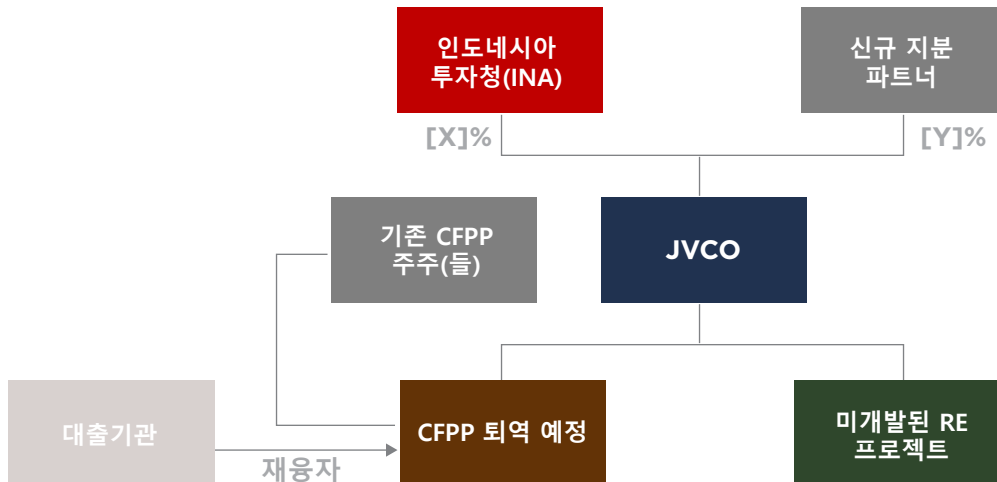 인도네시아
투자청(INA)
신규 지분
파트너
[X]%
[Y]%
기존 CFPP
주주(들)
JVCO
대출기관
재융자
CFPP 퇴역 예정
미개발된 RE
프로젝트